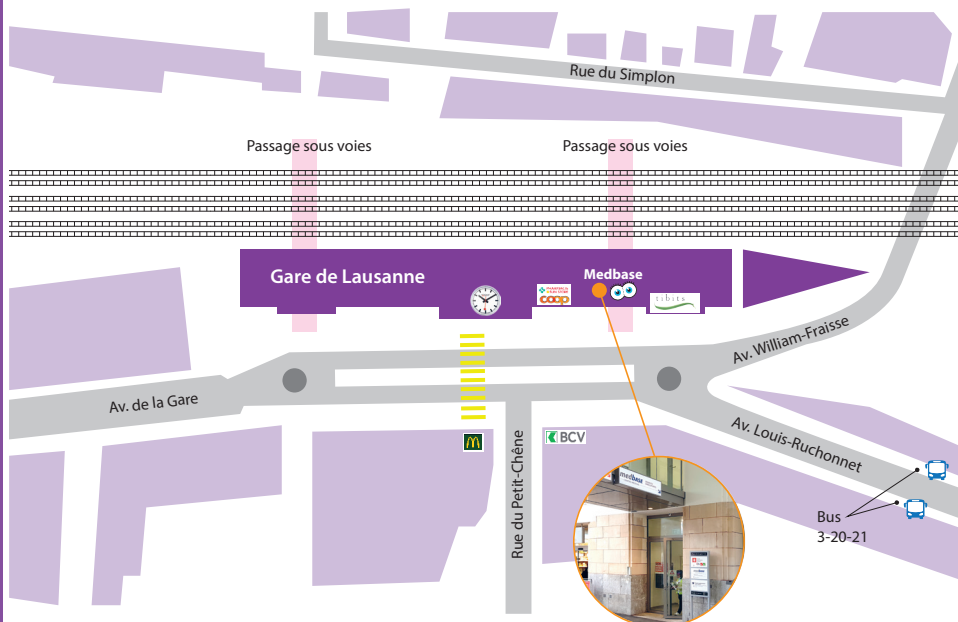 Rue du Simplon
Passage sous voies
Passage sous voies
Gare de Lausanne
Medbase
coop
tibits
Av. William-Fraisse
Av. de la Gare
Av. Louis-Ruchonnet
BCV
Rue du Petit-Chêne
medbase
Bus
3-20-21